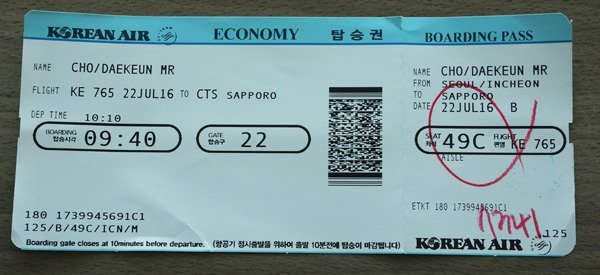 KOREAN AIR ECONOMY 탑승권 BOARDING PASS
NAME CHO/DAEKEUN MR
FLIGHT KE 765 22JUL16 TO CTS SAPPORO
DEP TIME 10:10
BOARDING 탑승시각 09:40 GATE 탑승구 22
180 1739945691C1
125/B/49C/ICN/M
Boarding gate closes at 10minutes before departure. (항공기 정시출발을 위하여 출발 10분전에 탑승이 마감됩니다.)
NAME CHO/DAEKEUN MR
FROM SEOUL/INCHEON
TO SAPPORO
DATE 22JUL16 B
SEAT 좌석 49C FLIGHT 편명 KE 765
AISLE
ETKT 180 1739945691C1
125
KOREAN AIR